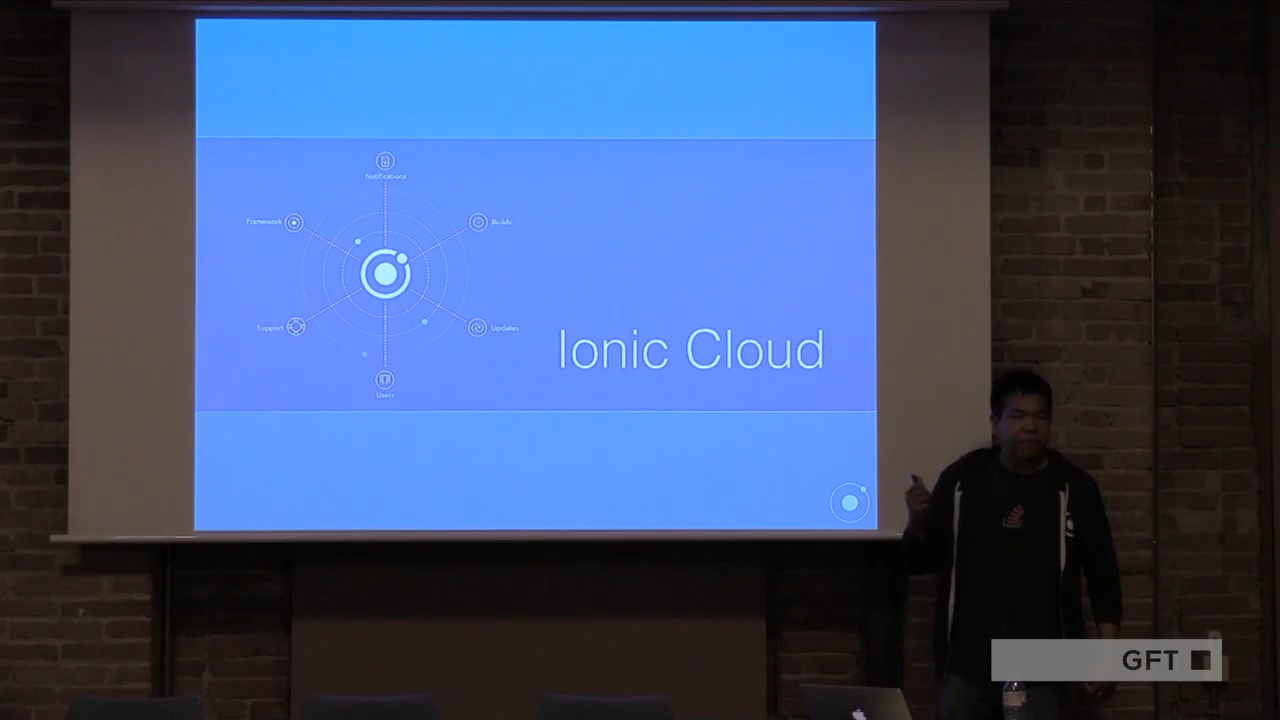 Notifications
Framework
Builds
Support
Updates
Users
Ionic Cloud
GFT